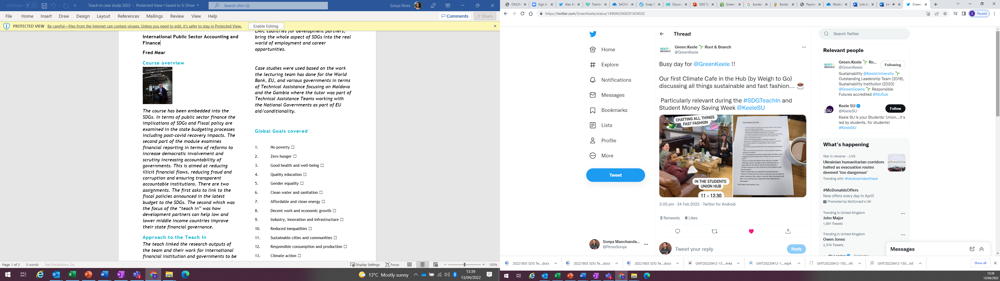 AutoSave Off
Teach in case study 2022 - Protected View • Saved to S: Drive
Search (Alt+Q)
Sonya Peres
File Home Insert Draw Design Layout References Mailings Review View Help
Comments Share
PROTECTED VIEW Be careful—files from the Internet can contain viruses. Unless you need to edit, it's safer to stay in Protected View. Enable Editing
International Public Sector Accounting and
Finance
Fred Mear
Course overview
The course has been embedded into the
SDGs. In terms of public sector finance the
implications of SDGs and Fiscal policy are
examined in the state budgeting processes
including post-covid recovery impacts. The
second part of the module examines
financial reporting in terms of reforms to
increase democratic involvement and
scrutiny increasing accountability of
governments. This is aimed at reducing
illicit financial flows, reducing fraud and
corruption and ensuring transparent
accountable institutions. There are two
assignments. The first asks to link to the
fiscal policies announced in the latest
budget to the SDGs. The second which was
the focus of the “teach in” was how
development partners can help low and
lower middle income countries improve
their state financial governance.
Approach to the Teach In
The teach linked the research outputs of
the team and their work for international
financial institution and governments to be
LMIC countries for development partners,
bring the whole aspect of SDGs into the real
world of employment and career
opportunities.
Case studies were used based on the work
the lecturing team has done for the World
Bank, EU, and various governments in terms
of Technical Assistance focusing on Moldova
and the Gambia where the tutor was part of
Technical Assistance Teams working with
the National Governments as part of EU
aid/conditionality.
Global Goals covered
1. No poverty ☐
2. Zero hunger ☐
3. Good health and well-being ☐
4. Quality education ☐
5. Gender equality ☐
6. Clean water and sanitation ☐
7. Affordable and clean energy ☐
8. Decent work and economic growth ☐
9. Industry, innovation and infrastructure ☐
10. Reduced inequalities ☐
11. Sustainable cities and communities ☐
12. Responsible consumption and production ☐
13. Climate action ☐
Page 1 of 2 0 words Text Predictions: On
Display Settings Focus 100%
13°C Mostly sunny
13:39
13/04/2022
ONLIN Sign In Alec Ka Trainlin SACHA Snap C Discov SDG Te Green border Border Payme Worksh Link to Lin Green
https://twitter.com/GreenKeele/status/1496863968291434502
Paused
Home
Explore
Notifications
Messages
Bookmarks
Lists
Profile
More
Tweet
Sonya Manchanda...
@PeresSonya
Thread
Green:Keele 🌱 Root & Branch
@GreenKeele
Busy day for @GreenKeele !!
Our first Climate Cafe in the Hub (by Weigh to Go)
discussing all things sustainable and fast fashion... ☕
Particularly relevant during the #SDGTeachIn and
Student Money Saving Week @KeeleSU
CHATTING ALL THINGS
FAST FASHION
IN THE STUDENTS'
UNION HUB
11 - 12:30
Fast Fashion Fact File
3:05 pm · 24 Feb 2022 · Twitter for Android
2 Retweets 8 Likes
Tweet your reply
Reply
Search Twitter
Relevant people
Green:Keele 🌱 Ro...
@GreenKeele
Following
Sustainability @KeeleUniversity 🌱
Outstanding Leadership Team (2018),
Sustainability Institution (2020)
@GreenGowns 🌱 Responsible
Futures accredited @NUSuk
Keele SU
@KeeleSU
Follow
Keele SU is your Students' Union...it's
led by students, for students!
#KeeleSU
What's happening
War in Ukraine · LIVE
Ukrainian humanitarian corridors
halted as evacuation routes
deemed 'too dangerous'
Trending with #UkraineUnderAttack
#McDonaldsOffers
New offers every day in April!
Promoted by McDonald's UK
Trending in United Kingdom
John Major
1,991 Tweets
Trending in United Kingdom
Owen Jones
2,574 Tweets
Messages
20221803 SDG Te....docx
20221803 SDG Te....docx
20221803 SDG Te....docx
GMT20220412-15....m4a
GMT20220412-1....mp4
GMT20220412-150....vtt
GMT20220412-150....txt
Show all
13:39
13/04/2022